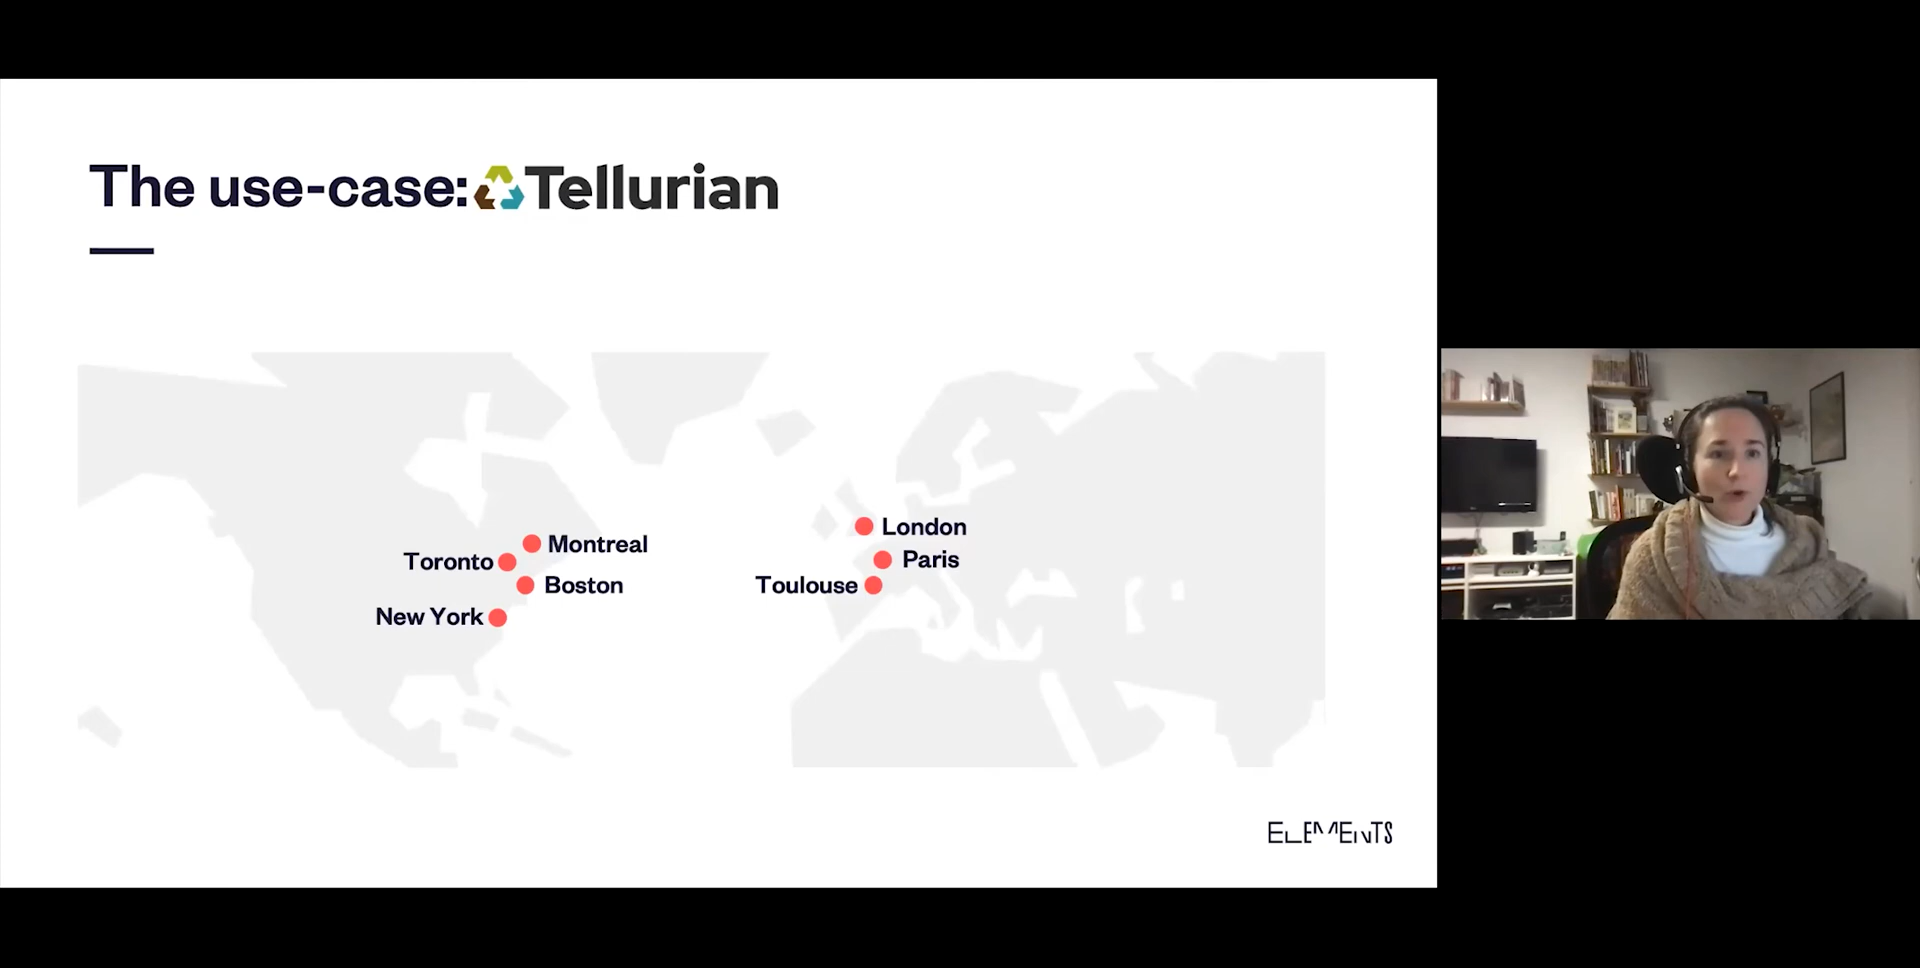 The use-case: Tellurian
London
Montreal
Paris
Toronto
Boston
Toulouse
New York
ELEMENTS